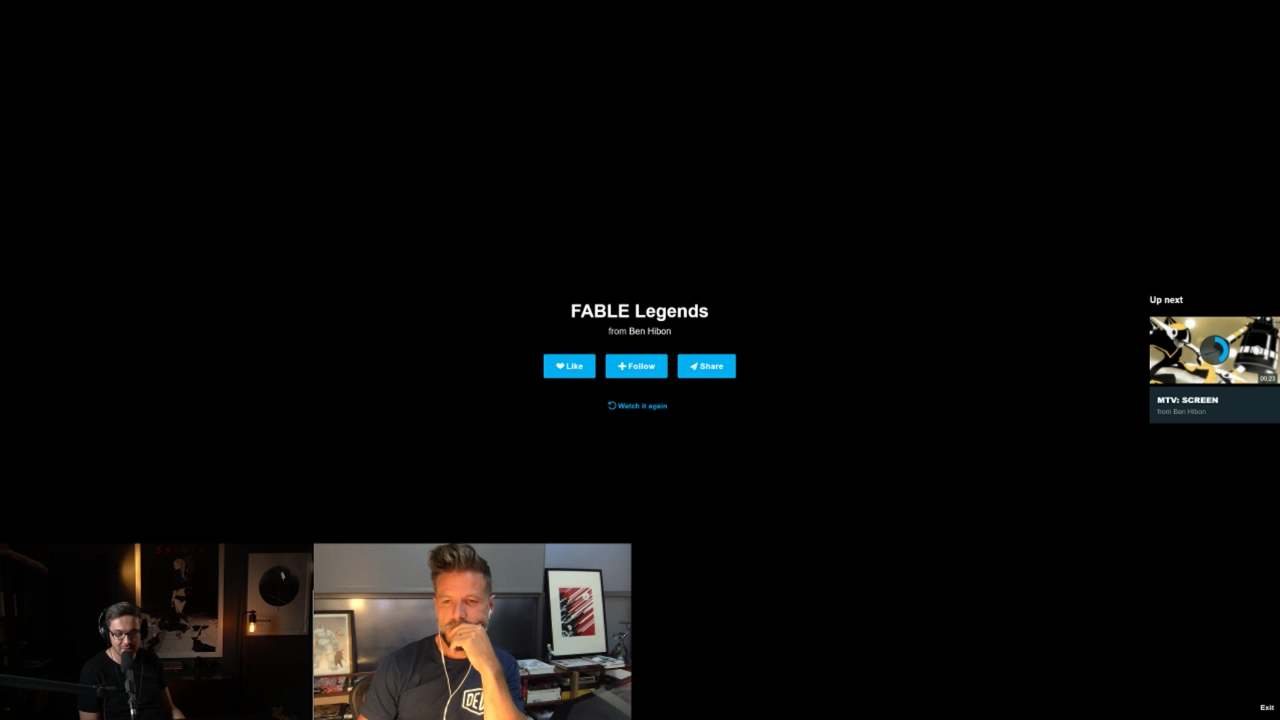 FABLE Legends
from Ben Hibon
Like
Follow
Share
Watch it again
Up next
00:23
MTV: SCREEN
from Ben Hibon
Exit